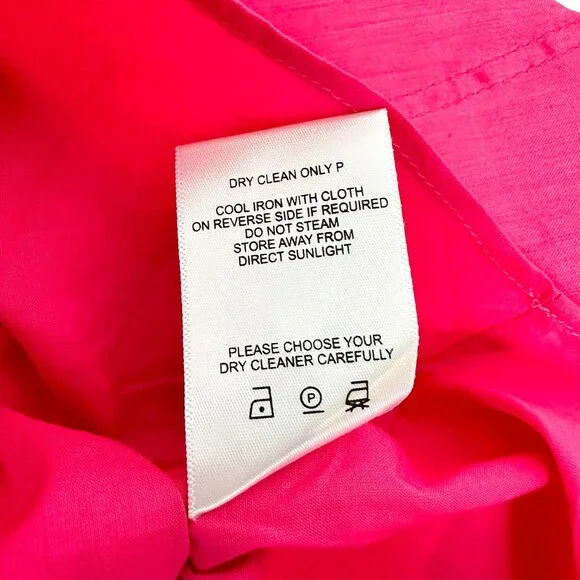 DRY CLEAN ONLY P
COOL IRON WITH CLOTH
ON REVERSE SIDE IF REQUIRED
DO NOT STEAM
STORE AWAY FROM
DIRECT SUNLIGHT
PLEASE CHOOSE YOUR
DRY CLEANER CAREFULLY
P